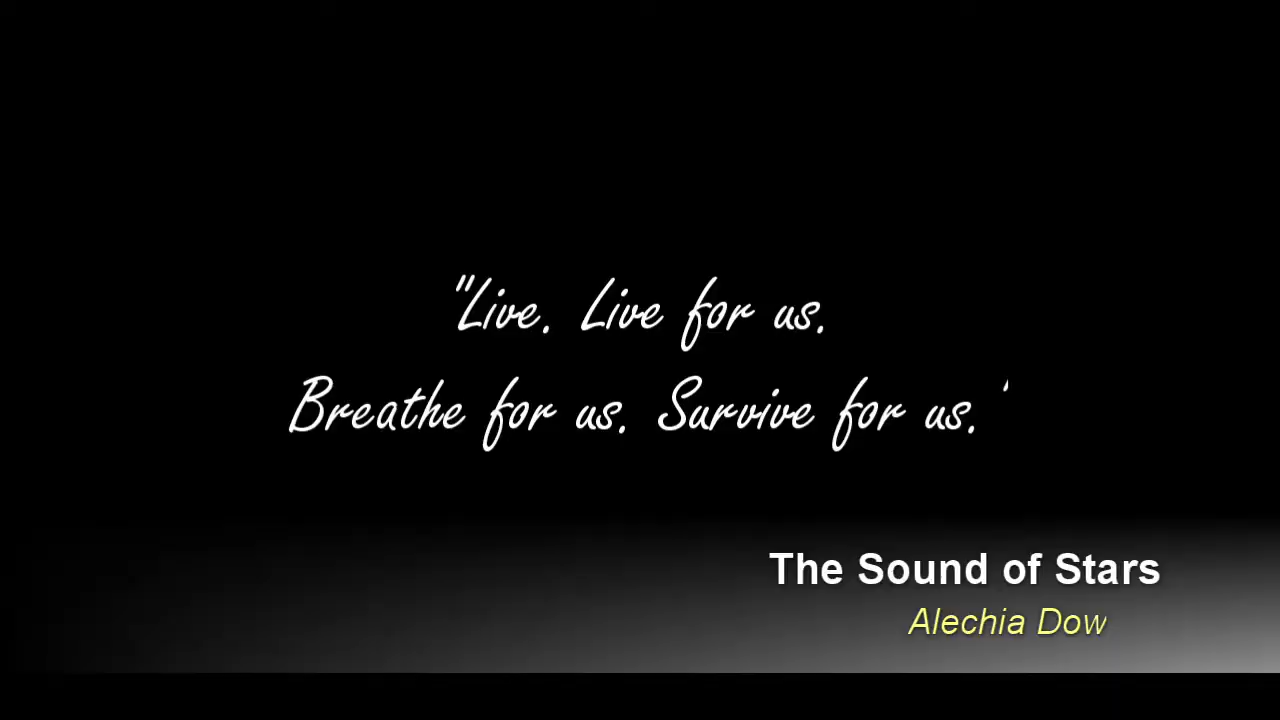 "Live. Live for us.
Breathe for us. Survive for us.'
The Sound of Stars
Alechia Dow